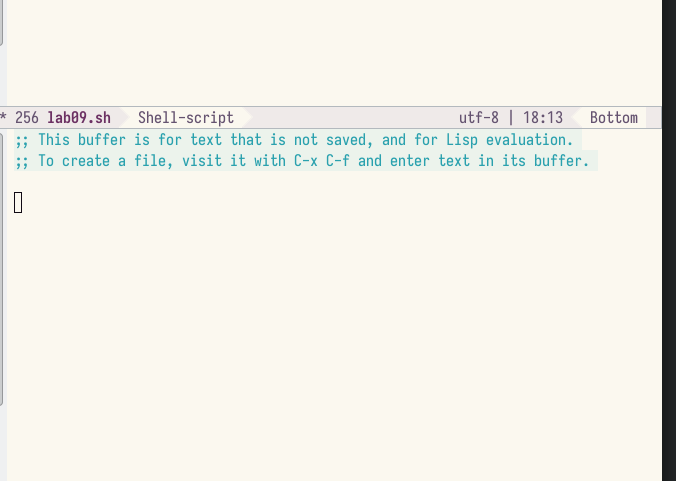 * 256 lab09.sh Shell-script utf-8 | 18:13 Bottom
;; This buffer is for text that is not saved, and for Lisp evaluation.
;; To create a file, visit it with C-x C-f and enter text in its buffer.